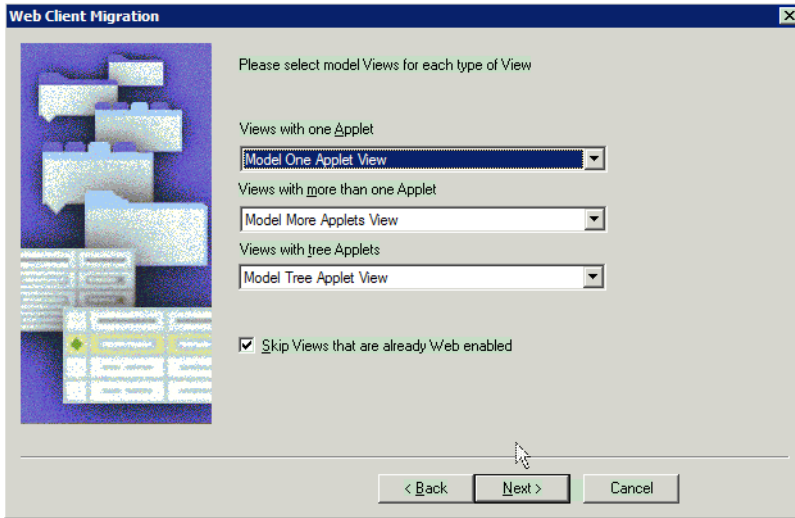 Web Client Migration
Please select model Views for each type of View
Views with one Applet
Model One Applet View
Views with more than one Applet
Model More Applets View
Views with tree Applets
Model Tree Applet View
Skip Views that are already Web enabled
< Back Next > Cancel